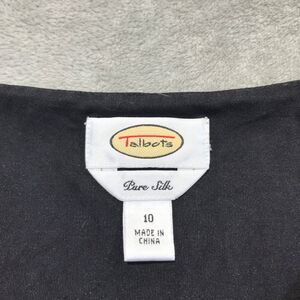 Talbots
Pure Silk
10
MADE IN
CHINA